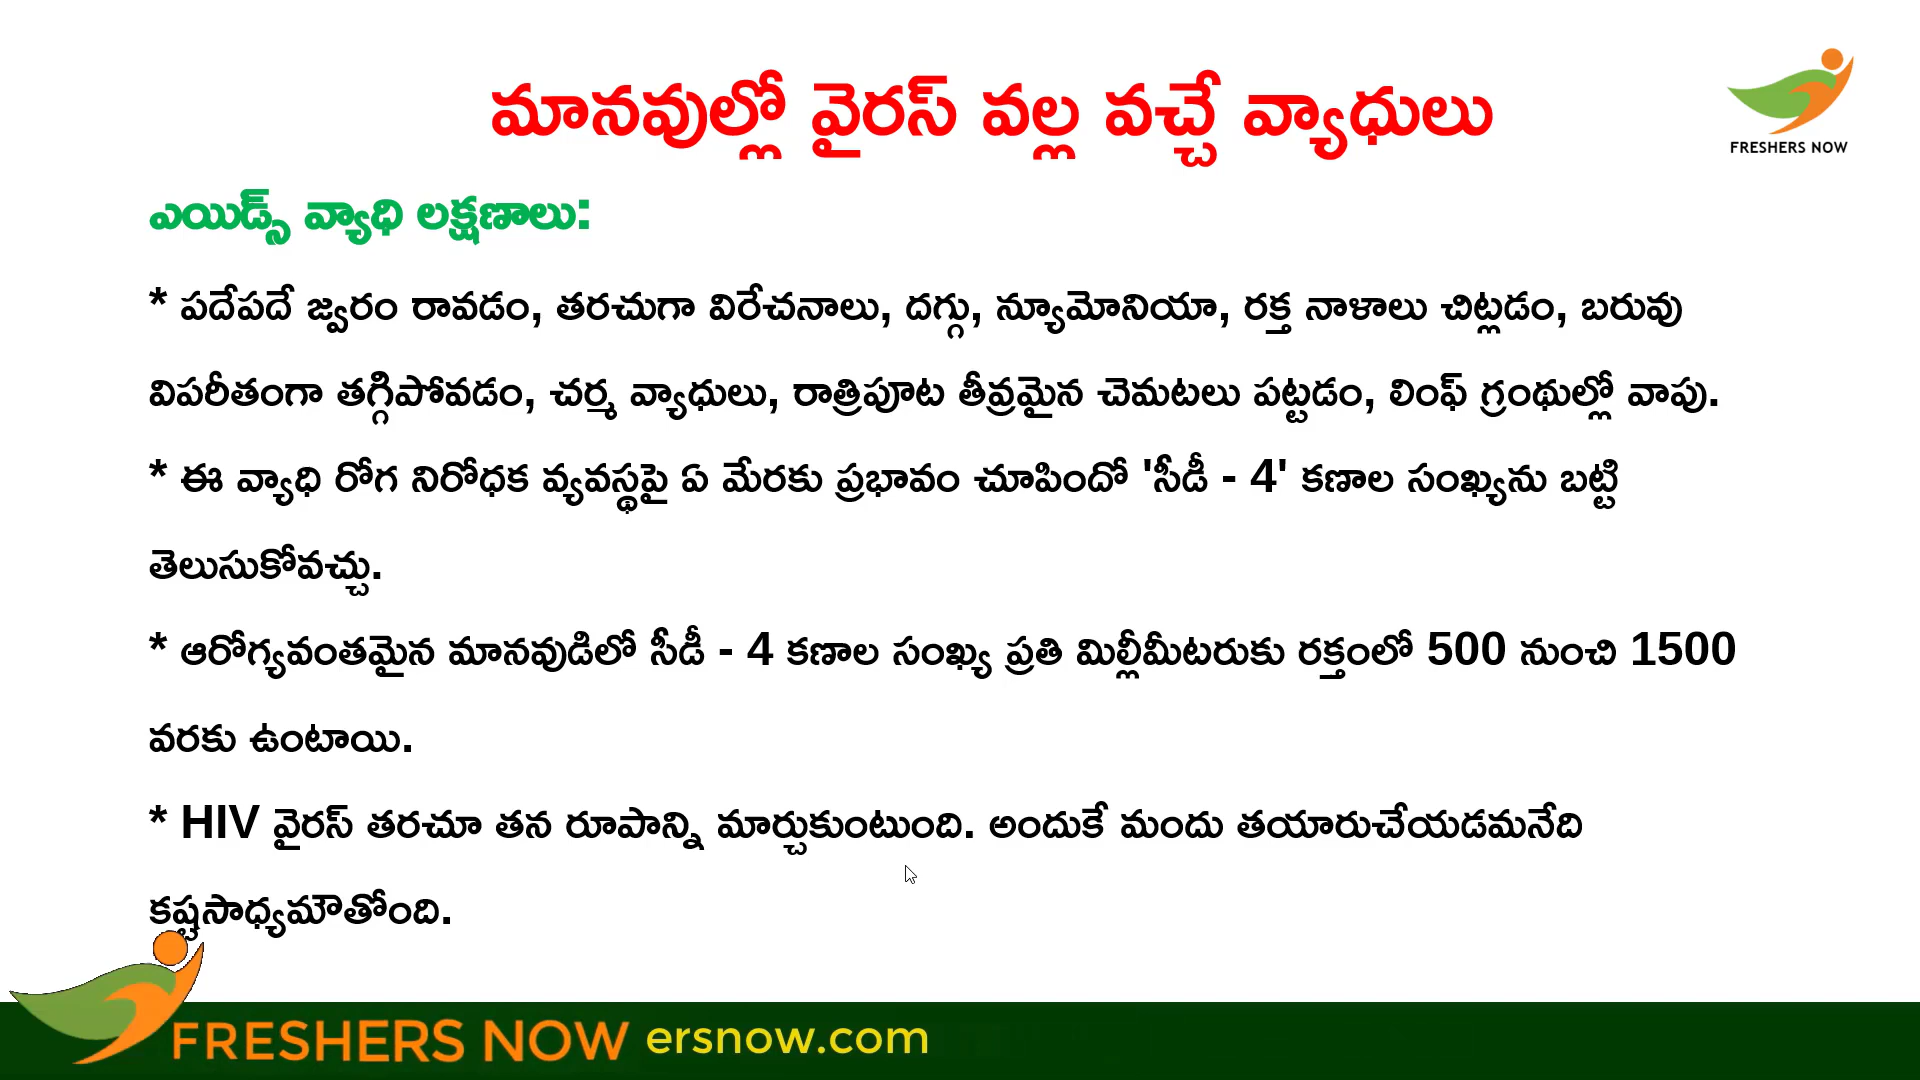 మానవుల్లో వైరస్ వల్ల వచ్చే వ్యాధులు
FRESHERS NOW
ఎయిడ్స్ వ్యాధి లక్షణాలు:
* పదేపదే జ్వరం రావడం, తరచుగా విరేచనాలు, దగ్గు, న్యూమోనియా, రక్త నాళాలు చిట్లడం, బరువు
విపరీతంగా తగ్గిపోవడం, చర్మ వ్యాధులు, రాత్రిపూట తీవ్రమైన చెమటలు పట్టడం, లింఫ్ గ్రంథుల్లో వాపు.
* ఈ వ్యాధి రోగ నిరోధక వ్యవస్థపై ఏ మేరకు ప్రభావం చూపిందో 'సీడీ - 4' కణాల సంఖ్యను బట్టి
తెలుసుకోవచ్చు.
* ఆరోగ్యవంతమైన మానవుడిలో సీడీ - 4 కణాల సంఖ్య ప్రతి మిల్లీమీటరుకు రక్తంలో 500 నుంచి 1500
వరకు ఉంటాయి.
* HIV వైరస్ తరచూ తన రూపాన్ని మార్చుకుంటుంది. అందుకే మందు తయారుచేయడమనేది
కష్టసాధ్యమౌతోంది.
FRESHERS NOW ersnow.com